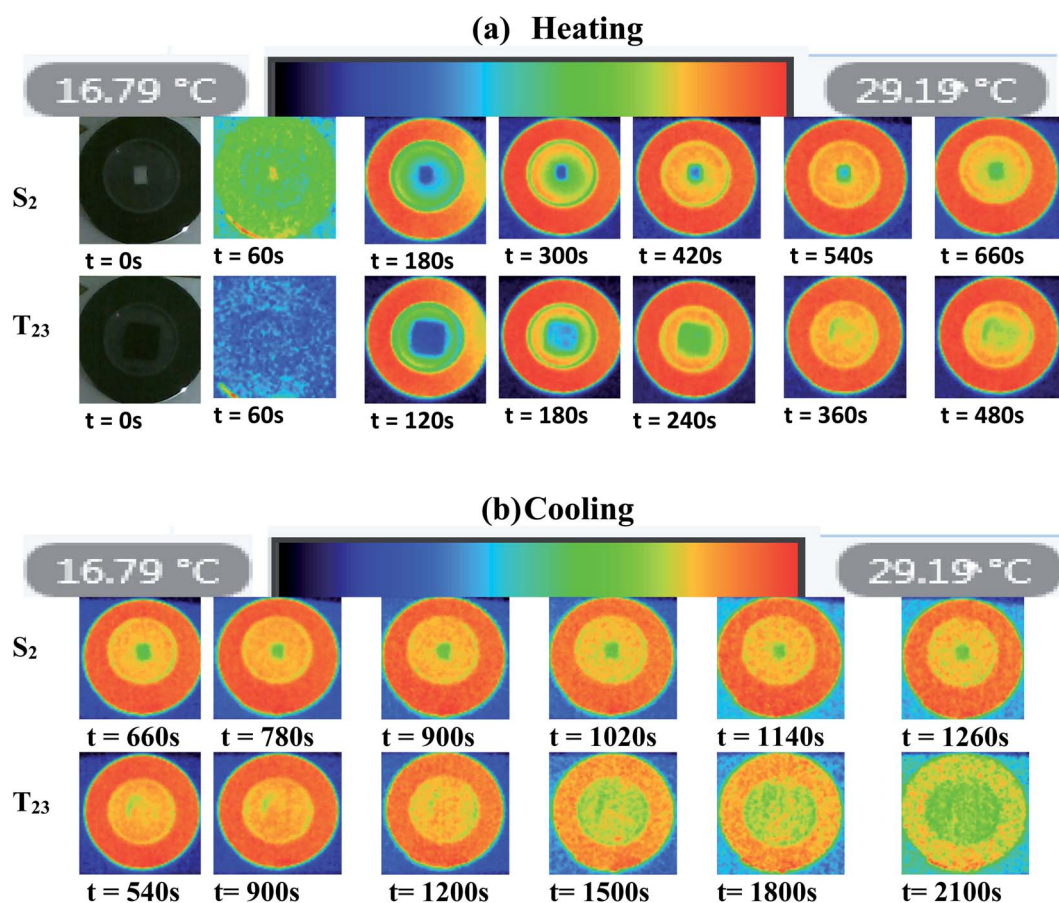 (a) Heating
16.79 °C 29.19 °C
S2
t = 0s t = 60s t = 180s t = 300s t = 420s t = 540s t = 660s
T23
t = 0s t = 60s t = 120s t = 180s t = 240s t = 360s t = 480s
(b)Cooling
16.79 °C 29.19 °C
S2
t = 660s t = 780s t = 900s t = 1020s t = 1140s t = 1260s
T23
t = 540s t = 900s t = 1200s t = 1500s t= 1800s t= 2100s